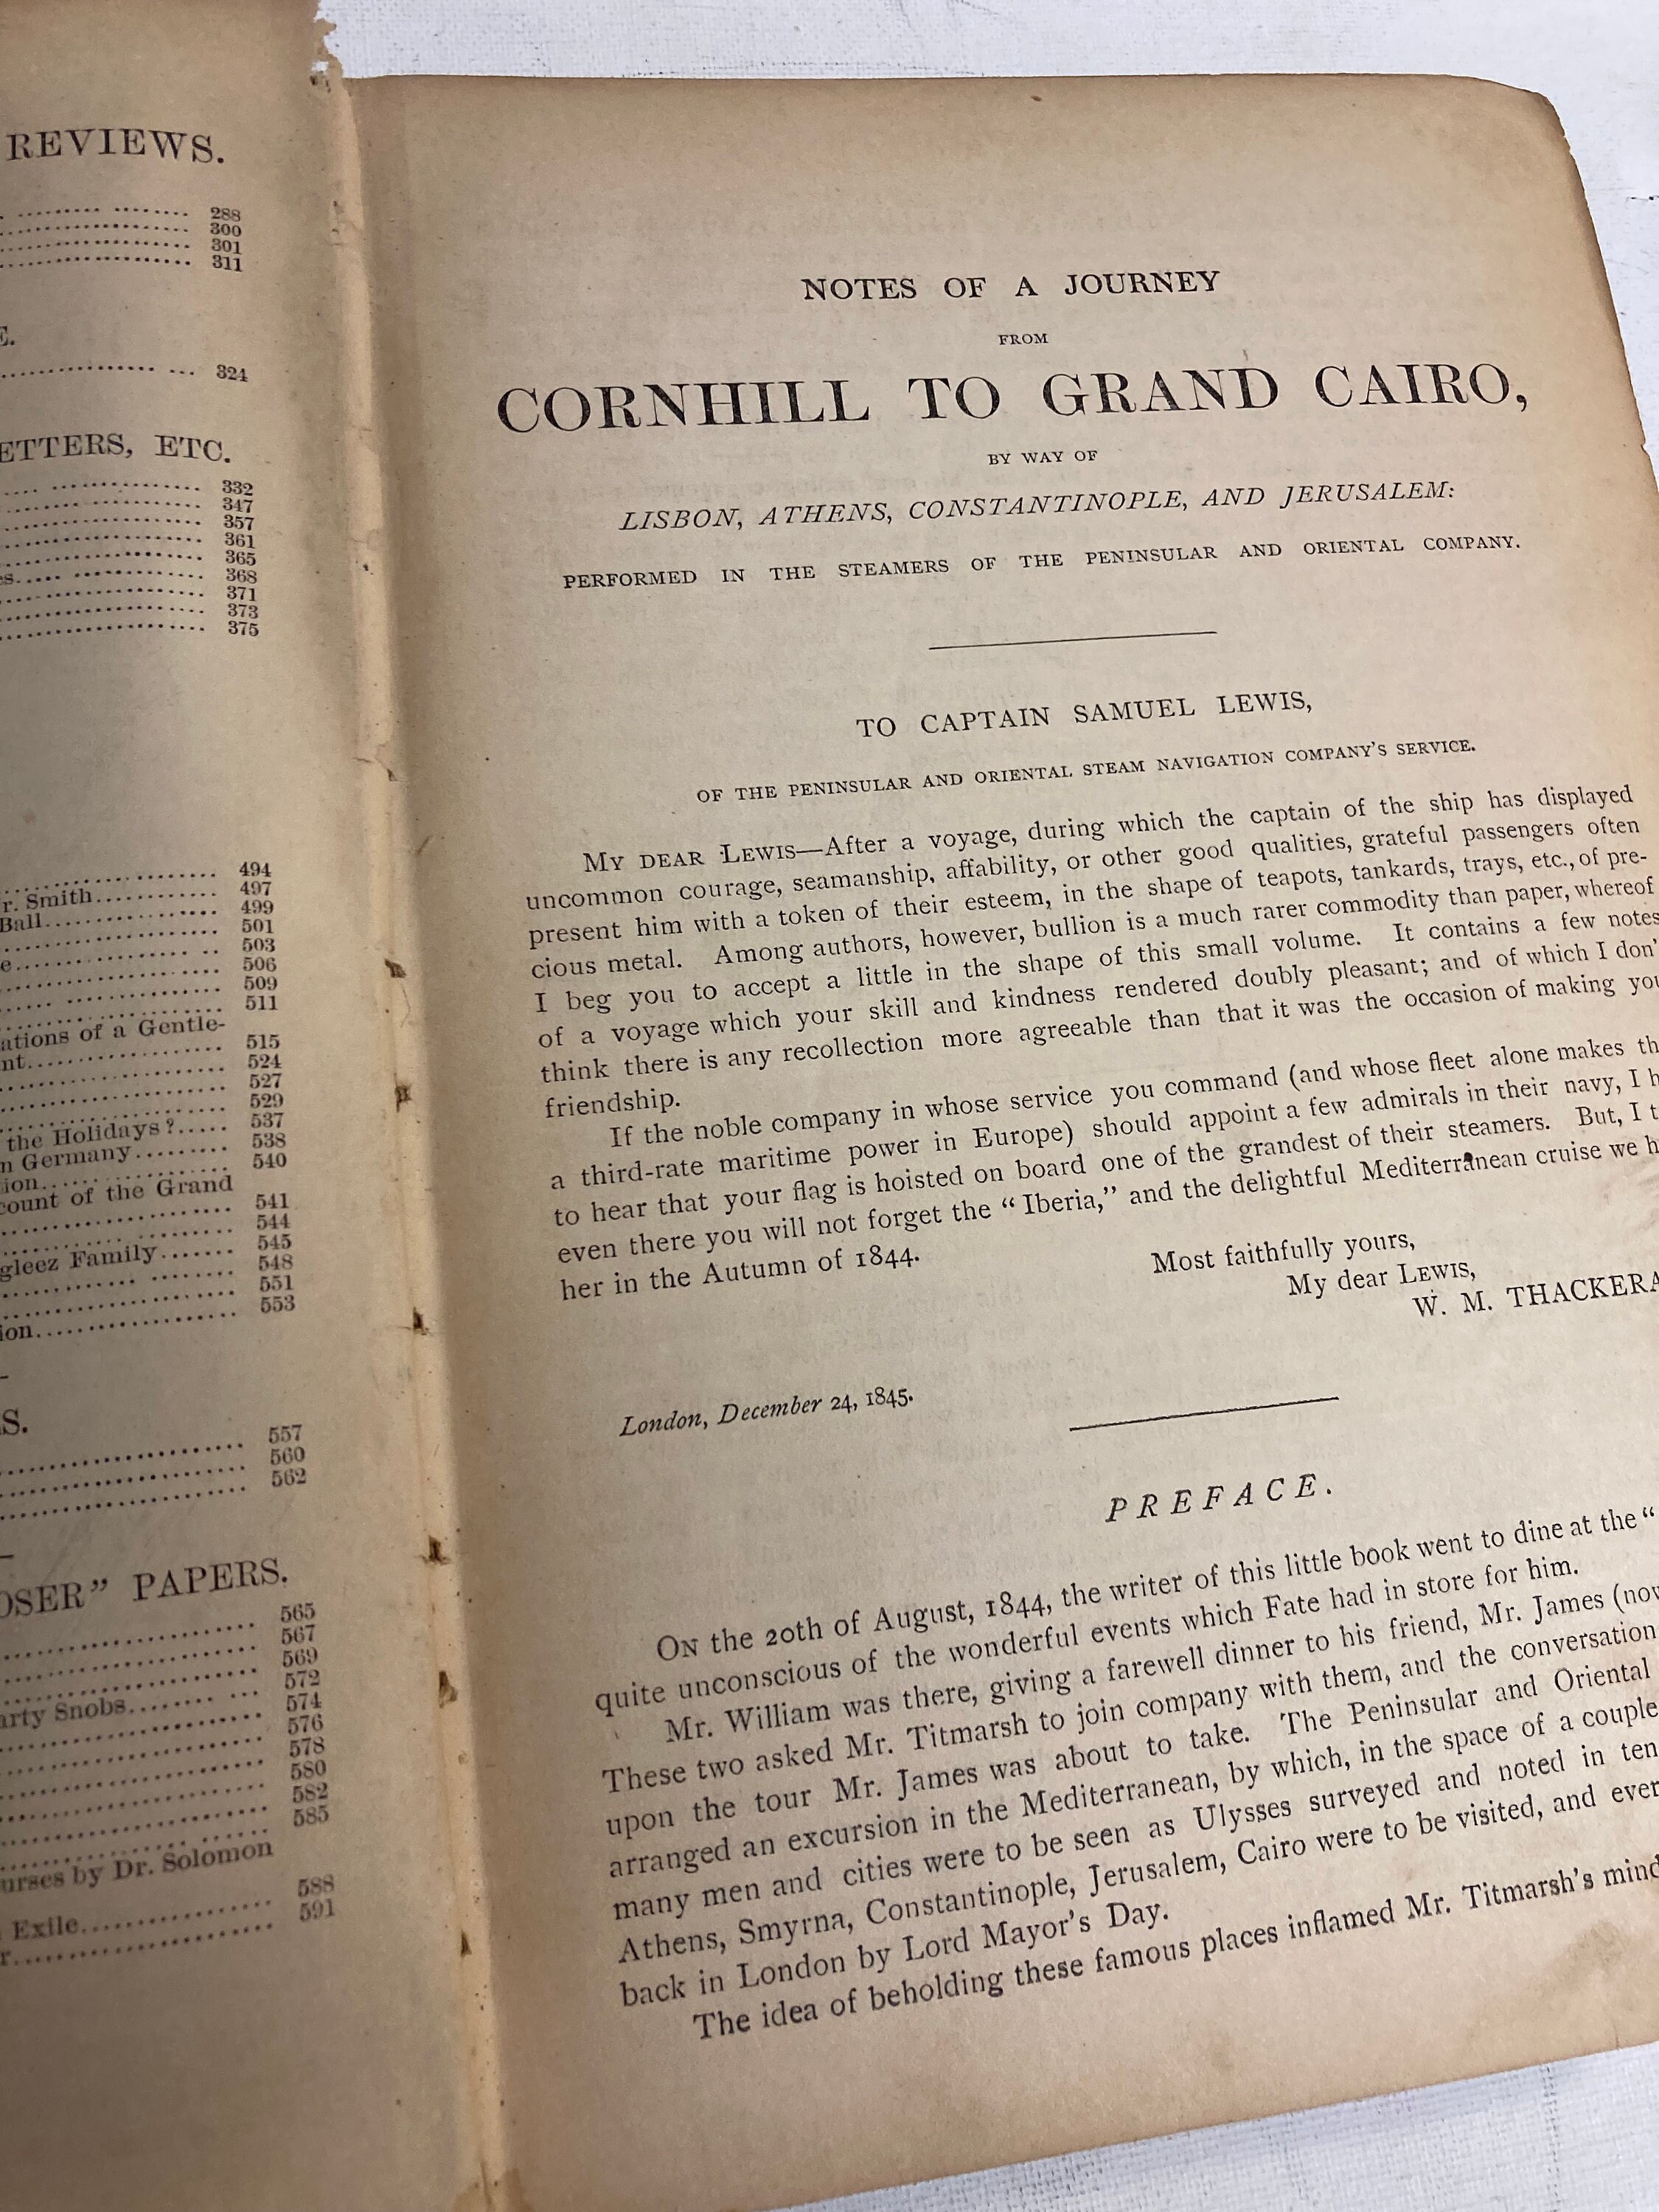 REVIEWS.
288
300
301
311
E.
324
ETTERS, ETC.
332
347
357
361
365
es..... 368
371
373
375
494
r. Smith 497
Ball 499
501
e 503
506
509
511
ations of a Gentle-
nt 515
524
527
529
the Holidays? 537
n Germany 538
ion 540
count of the Grand
541
544
gleez Family 545
548
551
ion 553
S.
557
560
562
OSER” PAPERS.
565
567
569
arty Snobs 572
574
576
578
580
582
585
urses by Dr. Solomon
588
Exile 591
r.
NOTES OF A JOURNEY
FROM
CORNHILL TO GRAND CAIRO,
BY WAY OF
LISBON, ATHENS, CONSTANTINOPLE, AND JERUSALEM:
PERFORMED IN THE STEAMERS OF THE PENINSULAR AND ORIENTAL COMPANY.
TO CAPTAIN SAMUEL LEWIS,
OF THE PENINSULAR AND ORIENTAL STEAM NAVIGATION COMPANY'S SERVICE.
MY DEAR LEWIS—After a voyage, during which the captain of the ship has displayed
uncommon courage, seamanship, affability, or other good qualities, grateful passengers often
present him with a token of their esteem, in the shape of teapots, tankards, trays, etc., of pre-
cious metal. Among authors, however, bullion is a much rarer commodity than paper, whereof
I beg you to accept a little in the shape of this small volume. It contains a few notes
of a voyage which your skill and kindness rendered doubly pleasant; and of which I don'
think there is any recollection more agreeable than that it was the occasion of making you
friendship.
If the noble company in whose service you command (and whose fleet alone makes th
a third-rate maritime power in Europe) should appoint a few admirals in their navy, I h
to hear that your flag is hoisted on board one of the grandest of their steamers. But, I t
even there you will not forget the “Iberia,” and the delightful Mediterranean cruise we h
her in the Autumn of 1844.
Most faithfully yours,
My dear LEWIS,
W. M. THACKERA
London, December 24, 1845.
PREFACE.
ON the 20th of August, 1844, the writer of this little book went to dine at the “
quite unconscious of the wonderful events which Fate had in store for him.
Mr. William was there, giving a farewell dinner to his friend, Mr. James (now
These two asked Mr. Titmarsh to join company with them, and the conversation
upon the tour Mr. James was about to take. The Peninsular and Oriental
arranged an excursion in the Mediterranean, by which, in the space of a couple
many men and cities were to be seen as Ulysses surveyed and noted in ten
Athens, Smyrna, Constantinople, Jerusalem, Cairo were to be visited, and ever
back in London by Lord Mayor's Day.
The idea of beholding these famous places inflamed Mr. Titmarsh's mind